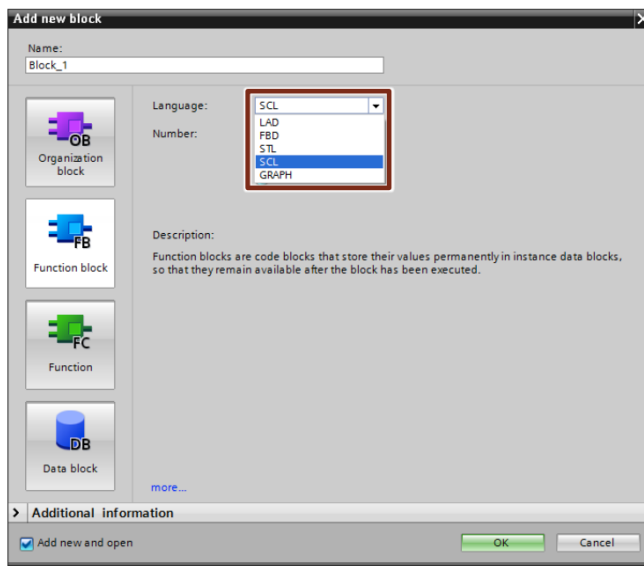 Add new block
Name:
Block_1
OB
Organization
block
FB
Function block
FC
Function
DB
Data block
Language:
SCL
Number:
LAD
FBD
STL
SCL
GRAPH
Description:
Function blocks are code blocks that store their values permanently in instance data blocks,
so that they remain available after the block has been executed.
more...
Additional information
Add new and open
OK
Cancel